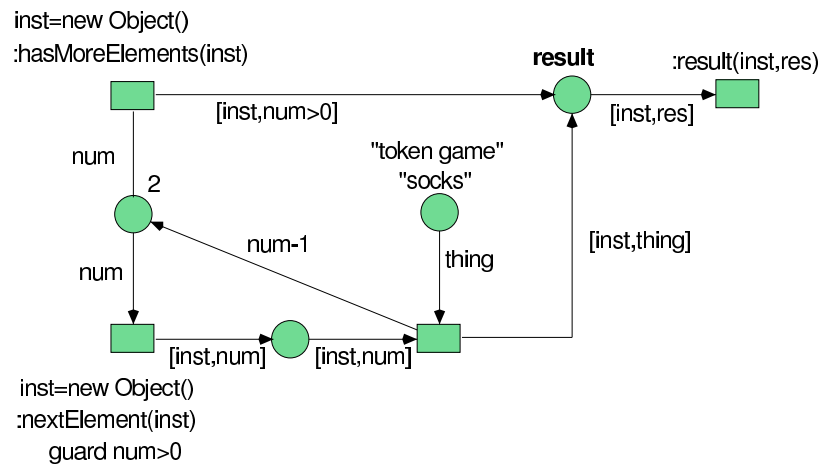 inst=new Object()
:hasMoreElements(inst)
result
:result(inst,res)
[inst,num>0]
[inst,res]
num
"token game"
"socks"
2
num-1
[inst,thing]
thing
num
[inst,num]
[inst,num]
inst=new Object()
:nextElement(inst)
guard num>0